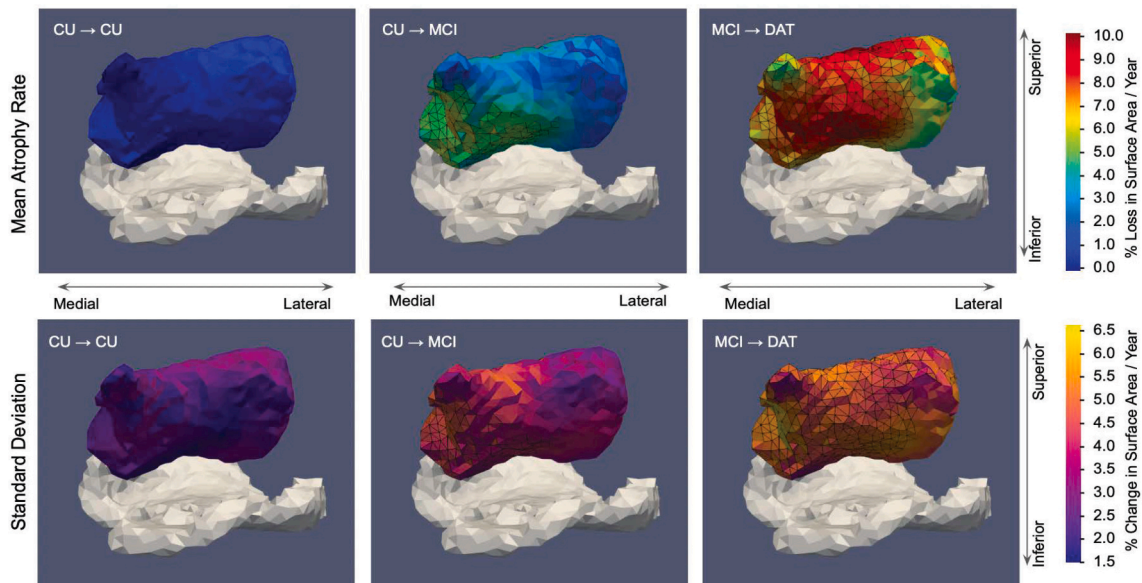 Mean Atrophy Rate
CU → CU
CU → MCI
MCI → DAT
Superior
Inferior
10.0
9.0
8.0
7.0
6.0
5.0
4.0
3.0
2.0
1.0
0.0
% Loss in Surface Area / Year
Medial
Lateral
Medial
Lateral
Medial
Lateral
Standard Deviation
CU → CU
CU → MCI
MCI → DAT
Superior
Inferior
6.5
6.0
5.5
5.0
4.5
4.0
3.5
3.0
2.5
2.0
1.5
% Change in Surface Area / Year